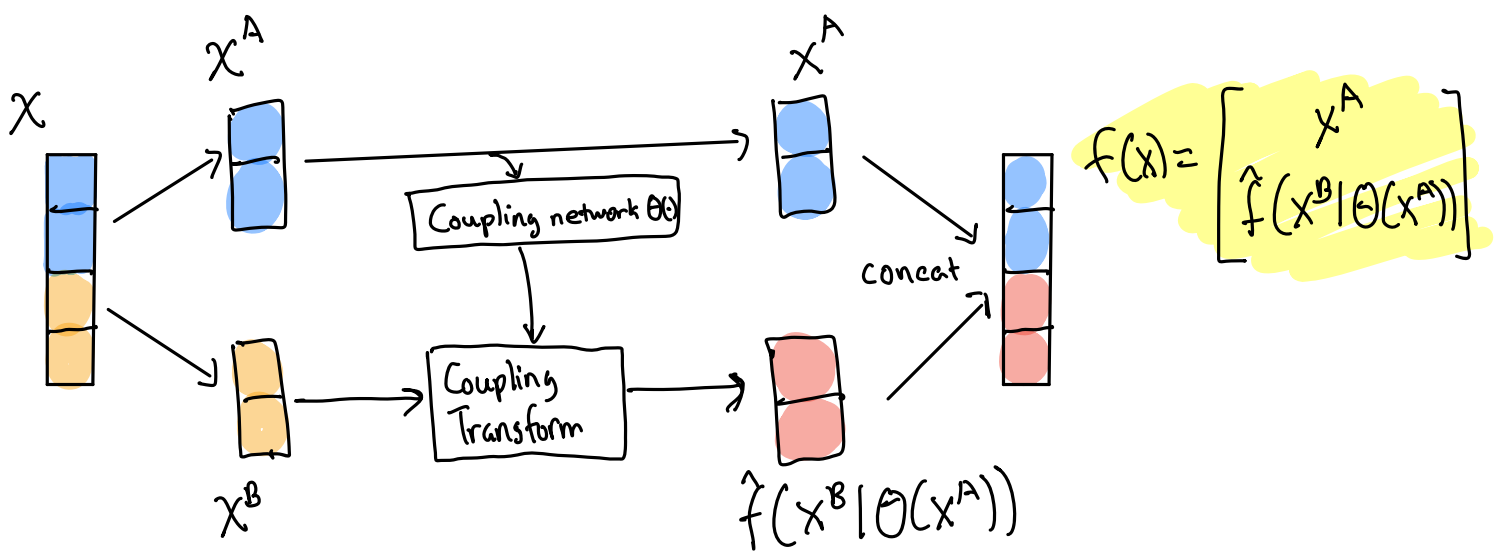 x
x^A
x^A
Coupling network Θ(·)
concat
f(x) = [ x^A
f̂(x^B | Θ(x^A)) ]
Coupling
Transform
x^B
f̂(x^B | Θ(x^A))